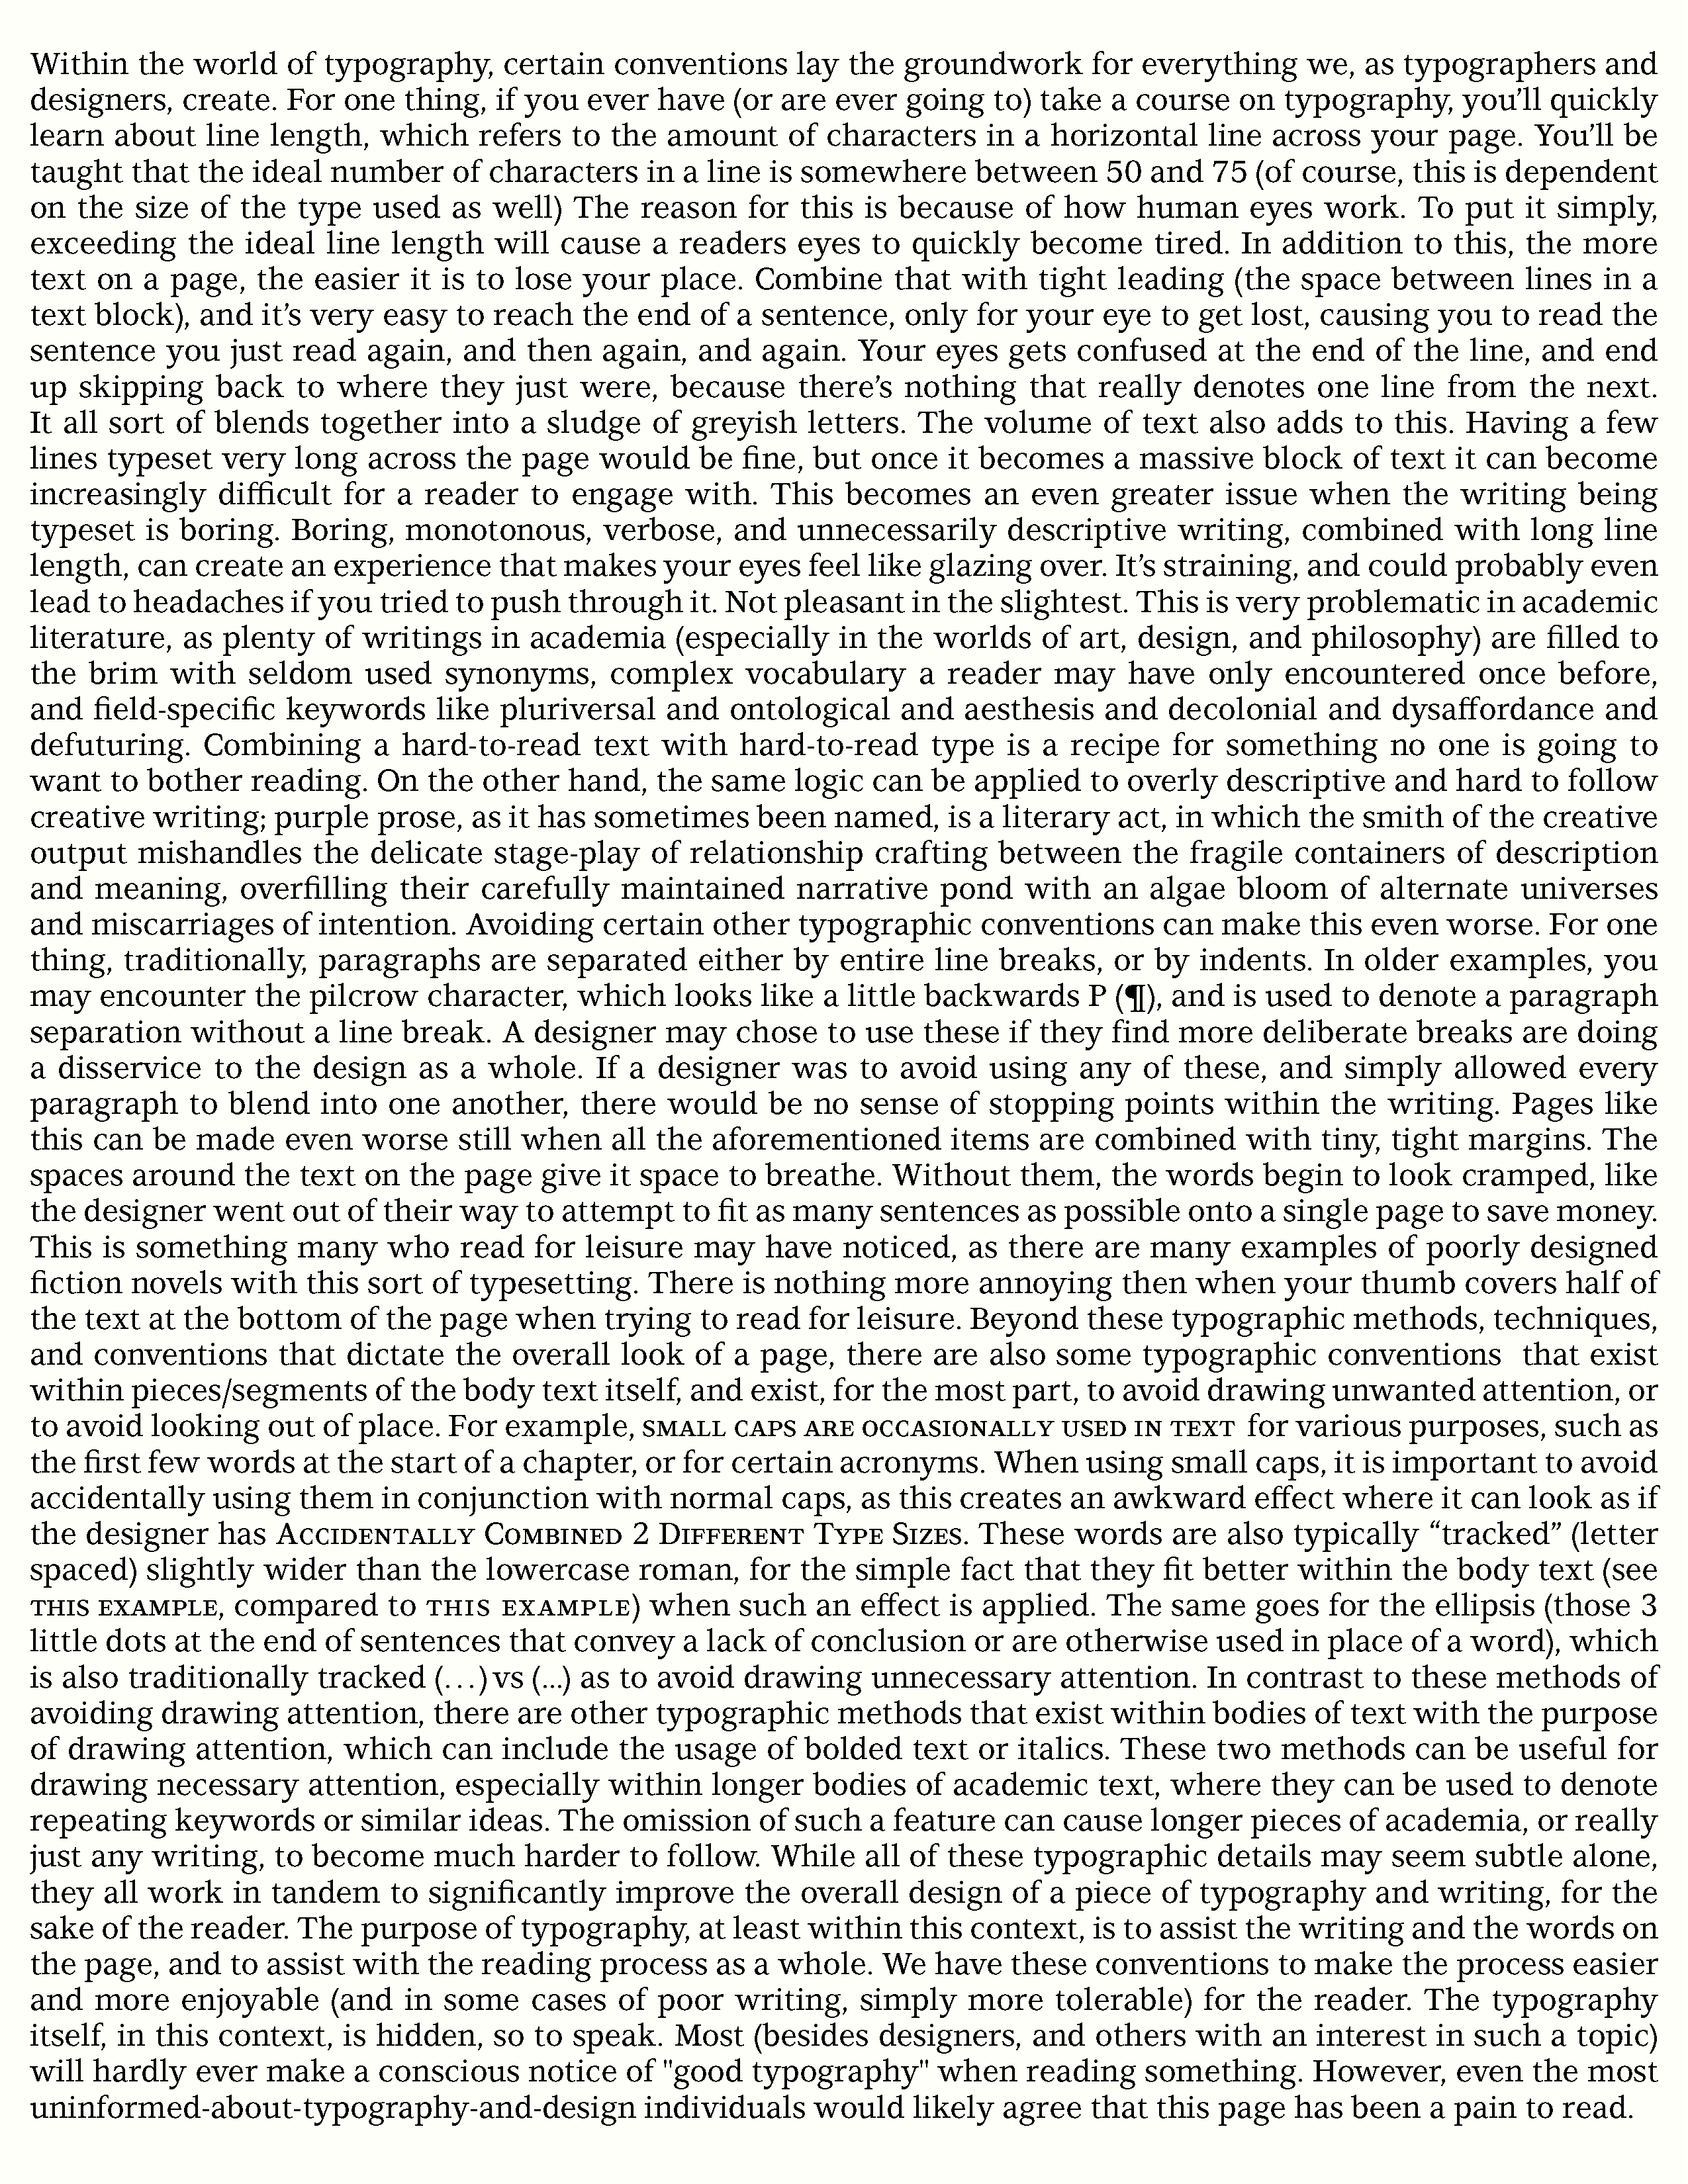 Within the world of typography, certain conventions lay the groundwork for everything we, as typographers and
designers, create. For one thing, if you ever have (or are ever going to) take a course on typography, you’ll quickly
learn about line length, which refers to the amount of characters in a horizontal line across your page. You’ll be
taught that the ideal number of characters in a line is somewhere between 50 and 75 (of course, this is dependent
on the size of the type used as well) The reason for this is because of how human eyes work. To put it simply,
exceeding the ideal line length will cause a readers eyes to quickly become tired. In addition to this, the more
text on a page, the easier it is to lose your place. Combine that with tight leading (the space between lines in a
text block), and it’s very easy to reach the end of a sentence, only for your eye to get lost, causing you to read the
sentence you just read again, and then again, and again. Your eyes gets confused at the end of the line, and end
up skipping back to where they just were, because there’s nothing that really denotes one line from the next.
It all sort of blends together into a sludge of greyish letters. The volume of text also adds to this. Having a few
lines typeset very long across the page would be fine, but once it becomes a massive block of text it can become
increasingly difficult for a reader to engage with. This becomes an even greater issue when the writing being
typeset is boring. Boring, monotonous, verbose, and unnecessarily descriptive writing, combined with long line
length, can create an experience that makes your eyes feel like glazing over. It’s straining, and could probably even
lead to headaches if you tried to push through it. Not pleasant in the slightest. This is very problematic in academic
literature, as plenty of writings in academia (especially in the worlds of art, design, and philosophy) are filled to
the brim with seldom used synonyms, complex vocabulary a reader may have only encountered once before,
and field-specific keywords like pluriversal and ontological and aesthesis and decolonial and dysaffordance and
defuturing. Combining a hard-to-read text with hard-to-read type is a recipe for something no one is going to
want to bother reading. On the other hand, the same logic can be applied to overly descriptive and hard to follow
creative writing; purple prose, as it has sometimes been named, is a literary act, in which the smith of the creative
output mishandles the delicate stage-play of relationship crafting between the fragile containers of description
and meaning, overfilling their carefully maintained narrative pond with an algae bloom of alternate universes
and miscarriages of intention. Avoiding certain other typographic conventions can make this even worse. For one
thing, traditionally, paragraphs are separated either by entire line breaks, or by indents. In older examples, you
may encounter the pilcrow character, which looks like a little backwards P (¶), and is used to denote a paragraph
separation without a line break. A designer may chose to use these if they find more deliberate breaks are doing
a disservice to the design as a whole. If a designer was to avoid using any of these, and simply allowed every
paragraph to blend into one another, there would be no sense of stopping points within the writing. Pages like
this can be made even worse still when all the aforementioned items are combined with tiny, tight margins. The
spaces around the text on the page give it space to breathe. Without them, the words begin to look cramped, like
the designer went out of their way to attempt to fit as many sentences as possible onto a single page to save money.
This is something many who read for leisure may have noticed, as there are many examples of poorly designed
fiction novels with this sort of typesetting. There is nothing more annoying then when your thumb covers half of
the text at the bottom of the page when trying to read for leisure. Beyond these typographic methods, techniques,
and conventions that dictate the overall look of a page, there are also some typographic conventions  that exist
within pieces/segments of the body text itself, and exist, for the most part, to avoid drawing unwanted attention, or
to avoid looking out of place. For example, SMALL CAPS ARE OCCASIONALLY USED IN TEXT for various purposes, such as
the first few words at the start of a chapter, or for certain acronyms. When using small caps, it is important to avoid
accidentally using them in conjunction with normal caps, as this creates an awkward effect where it can look as if
the designer has ACCIDENTALLY COMBINED 2 DIFFERENT TYPE SIZES. These words are also typically “tracked” (letter
spaced) slightly wider than the lowercase roman, for the simple fact that they fit better within the body text (see
THIS EXAMPLE, compared to THIS EXAMPLE) when such an effect is applied. The same goes for the ellipsis (those 3
little dots at the end of sentences that convey a lack of conclusion or are otherwise used in place of a word), which
is also traditionally tracked (. . .) vs (...) as to avoid drawing unnecessary attention. In contrast to these methods of
avoiding drawing attention, there are other typographic methods that exist within bodies of text with the purpose
of drawing attention, which can include the usage of bolded text or italics. These two methods can be useful for
drawing necessary attention, especially within longer bodies of academic text, where they can be used to denote
repeating keywords or similar ideas. The omission of such a feature can cause longer pieces of academia, or really
just any writing, to become much harder to follow. While all of these typographic details may seem subtle alone,
they all work in tandem to significantly improve the overall design of a piece of typography and writing, for the
sake of the reader. The purpose of typography, at least within this context, is to assist the writing and the words on
the page, and to assist with the reading process as a whole. We have these conventions to make the process easier
and more enjoyable (and in some cases of poor writing, simply more tolerable) for the reader. The typography
itself, in this context, is hidden, so to speak. Most (besides designers, and others with an interest in such a topic)
will hardly ever make a conscious notice of "good typography" when reading something. However, even the most
uninformed-about-typography-and-design individuals would likely agree that this page has been a pain to read.